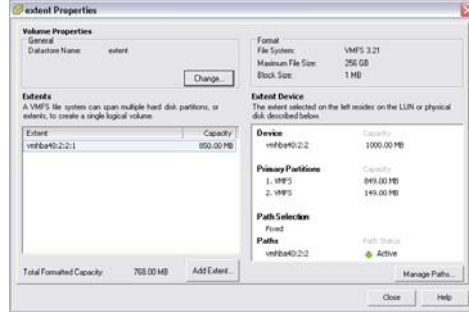 extent Properties
Volume Properties
General
Datastore Name: extent
Change...
Format
File System: VMFS 3.21
Maximum File Size: 256 GB
Block Size: 1 MB
Extents
A VMFS file system can span multiple hard disk partitions, or
extents, to create a single logical volume.
Extent Capacity
vmhba40:2:2:1 850.00 MB
Total Formatted Capacity: 768.00 MB
Add Extent...
Extent Device
The extent selected on the left resides on the LUN or physical
disk described below.
Device Capacity
vmhba40:2:2 1000.00 MB
Primary Partitions Capacity
1. VMFS 849.00 MB
2. VMFS 149.00 MB
Path Selection
Fixed
Paths Path Status
vmhba40:2:2 Active
Manage Paths...
Close Help